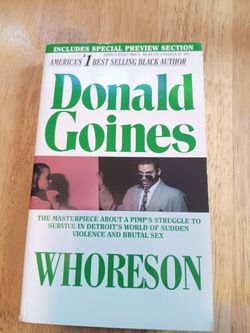 INCLUDES SPECIAL PREVIEW SECTION
AMERICA'S #1 BEST SELLING BLACK AUTHOR
Donald
Goines
THE MASTERPIECE ABOUT A PIMP'S STRUGGLE TO
SURVIVE IN DETROIT'S WORLD OF SUDDEN
VIOLENCE AND BRUTAL SEX
WHORESON